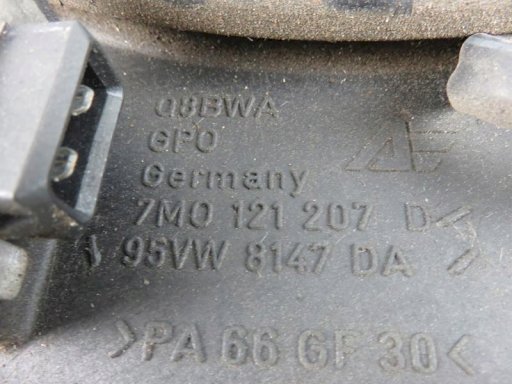 Q8BWA
GPO
Germany
7M0 121 207 D<
95VW 8147 DA >
>PA 66 GF 30<